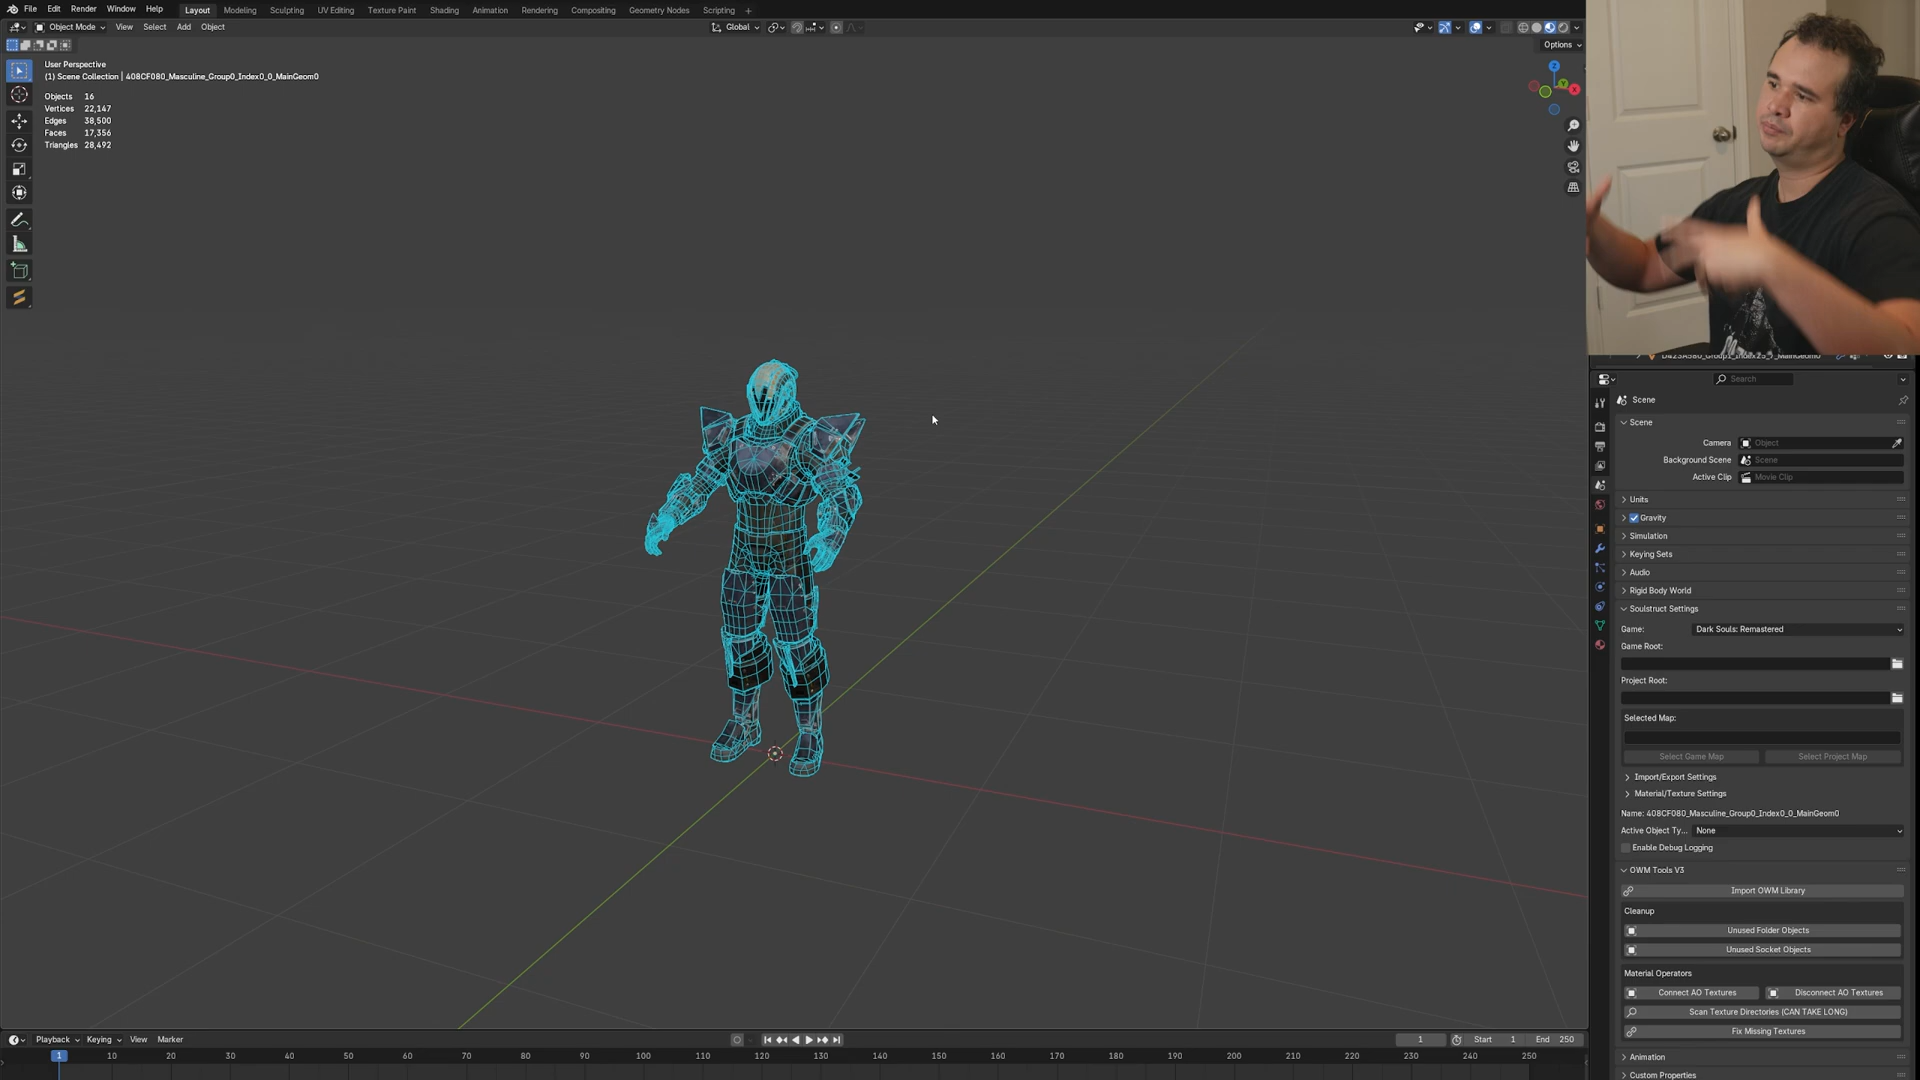 File Edit Render Window Help Layout Modeling Sculpting UV Editing Texture Paint Shading Animation Rendering Compositing Geometry Nodes Scripting +
Object Mode View Select Add Object Global
Options
User Perspective
(1) Scene Collection | 408CF080_Masculine_Group0_Index0_0_MainGeom0
Objects 16
Vertices 22,147
Edges 38,500
Faces 17,356
Triangles 28,492
Z
Y
X
Search
Scene
Scene
Camera Object
Background Scene Scene
Active Clip Movie Clip
Units
Gravity
Simulation
Keying Sets
Audio
Rigid Body World
Soulstruct Settings
Game: Dark Souls: Remastered
Game Root:
Project Root:
Selected Map:
Select Game Map Select Project Map
Import/Export Settings
Material/Texture Settings
Name: 408CF080_Masculine_Group0_Index0_0_MainGeom0
Active Object Ty... None
Enable Debug Logging
OWM Tools V3
Import OWM Library
Cleanup
Unused Folder Objects
Unused Socket Objects
Material Operators
Connect AO Textures Disconnect AO Textures
Scan Texture Directories (CAN TAKE LONG)
Fix Missing Textures
Animation
Custom Properties
Playback Keying View Marker 1 Start 1 End 250
1 10 20 30 40 50 60 70 80 90 100 110 120 130 140 150 160 170 180 190 200 210 220 230 240 250